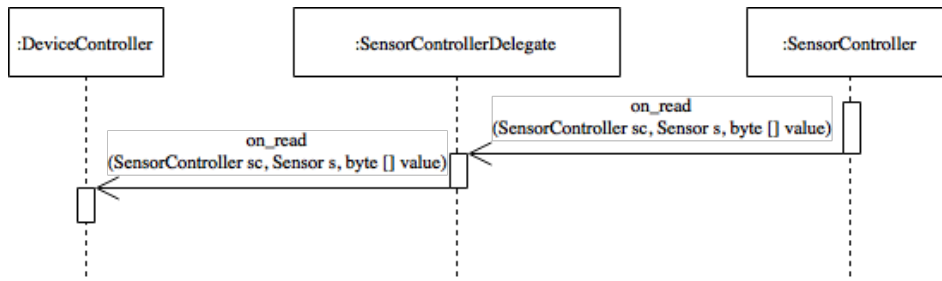 :DeviceController
:SensorControllerDelegate
:SensorController
on_read
(SensorController sc, Sensor s, byte [] value)
on_read
(SensorController sc, Sensor s, byte [] value)